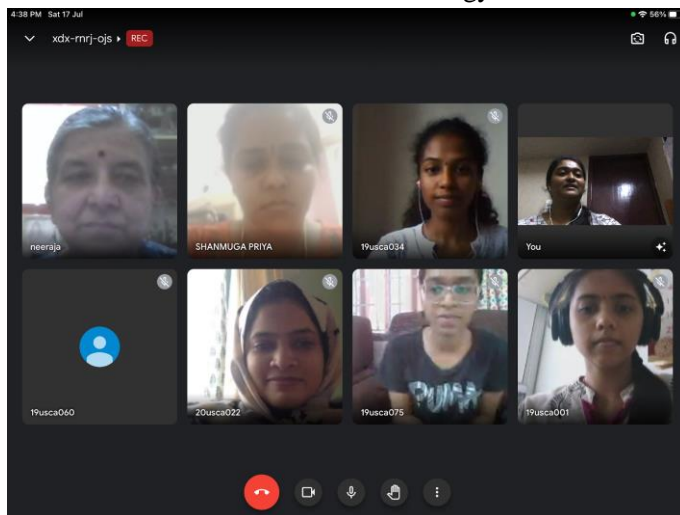 4:38 PM Sat 17 Jul
56%
xdx-rnrj-ojs
REC
neeraja
SHANMUGA PRIYA
19usca034
You
19usca060
20usca022
19usca075
19usca001
PUMA